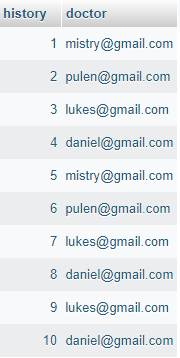 history doctor
1 mistry@gmail.com
2 pulen@gmail.com
3 lukes@gmail.com
4 daniel@gmail.com
5 mistry@gmail.com
6 pulen@gmail.com
7 lukes@gmail.com
8 daniel@gmail.com
9 lukes@gmail.com
10 daniel@gmail.com